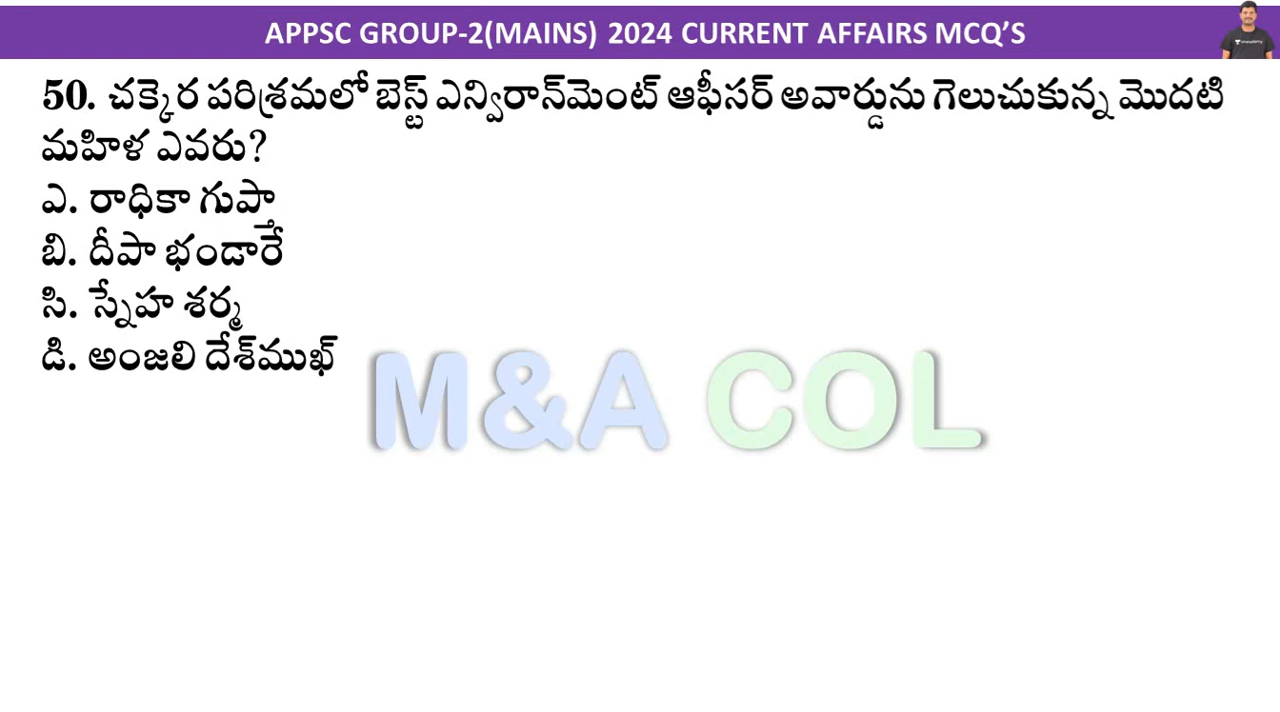 APPSC GROUP-2(MAINS) 2024 CURRENT AFFAIRS MCQ’S
50. చక్కెర పరిశ్రమలో బెస్ట్ ఎన్విరాన్‌మెంట్ ఆఫీసర్ అవార్డును గెలుచుకున్న మొదటి
మహిళ ఎవరు?
ఎ. రాధికా గుప్తా
బి. దీపా భండారే
సి. స్నేహ శర్మ
డి. అంజలి దేశ్‌ముఖ్
M&A COL